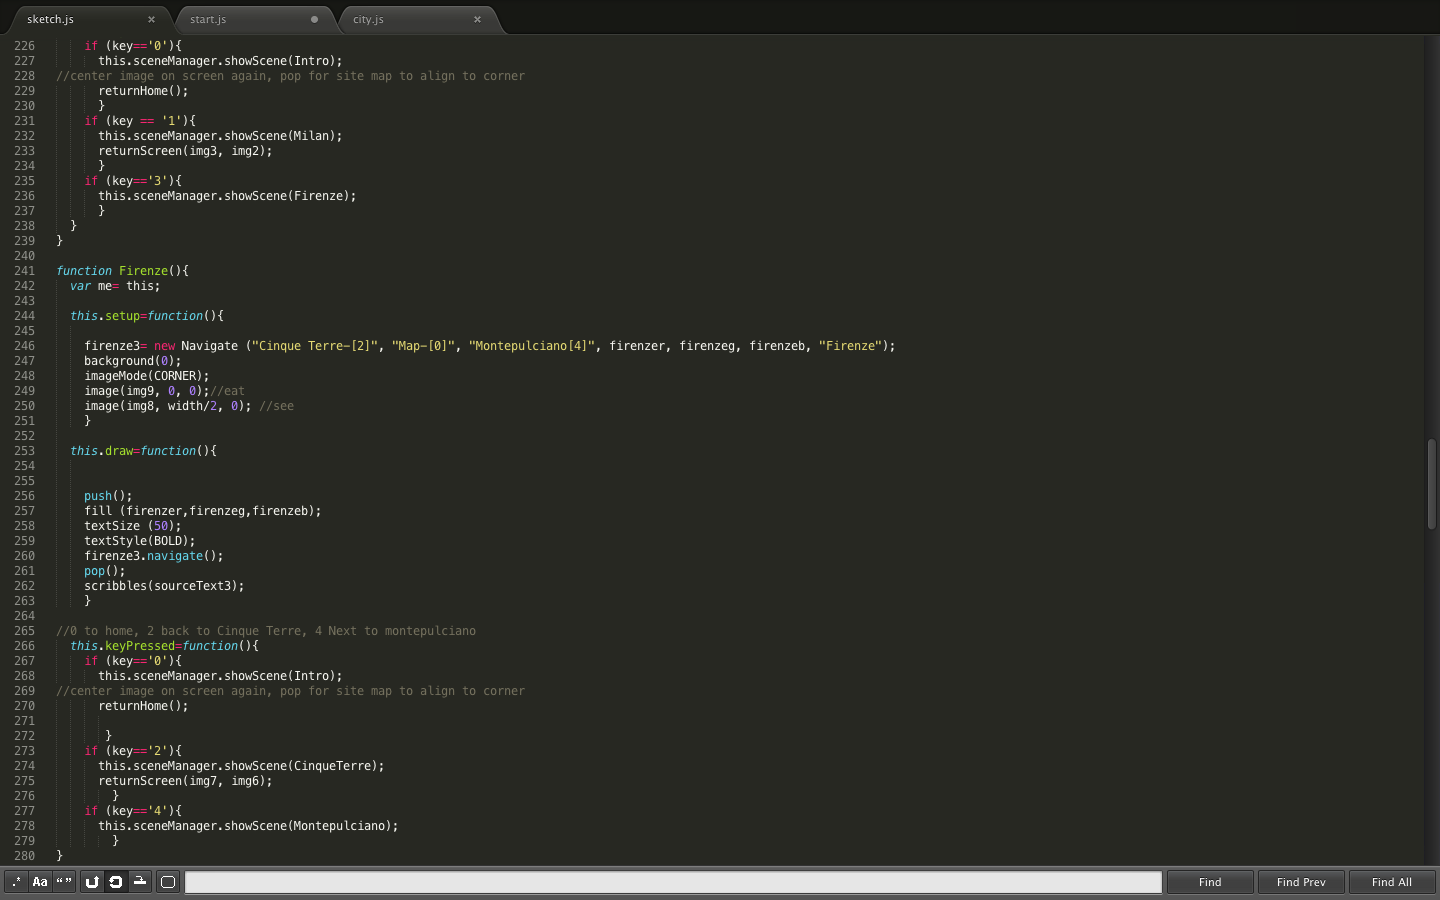 sketch.js × start.js city.js ×
226 if (key=='0'){
227 this.sceneManager.showScene(Intro);
228 //center image on screen again, pop for site map to align to corner
229 returnHome();
230 }
231 if (key == '1'){
232 this.sceneManager.showScene(Milan);
233 returnScreen(img3, img2);
234 }
235 if (key=='3'){
236 this.sceneManager.showScene(Firenze);
237 }
238 }
239 }
240
241 function Firenze(){
242 var me= this;
243
244 this.setup=function(){
245
246 firenze3= new Navigate ("Cinque Terre-[2]", "Map-[0]", "Montepulciano[4]", firenzer, firenzeg, firenzeb, "Firenze");
247 background(0);
248 imageMode(CORNER);
249 image(img9, 0, 0);//eat
250 image(img8, width/2, 0); //see
251 }
252
253 this.draw=function(){
254
255
256 push();
257 fill (firenzer,firenzeg,firenzeb);
258 textSize (50);
259 textStyle(BOLD);
260 firenze3.navigate();
261 pop();
262 scribbles(sourceText3);
263 }
264
265 //0 to home, 2 back to Cinque Terre, 4 Next to montepulciano
266 this.keyPressed=function(){
267 if (key=='0'){
268 this.sceneManager.showScene(Intro);
269 //center image on screen again, pop for site map to align to corner
270 returnHome();
271
272 }
273 if (key=='2'){
274 this.sceneManager.showScene(CinqueTerre);
275 returnScreen(img7, img6);
276 }
277 if (key=='4'){
278 this.sceneManager.showScene(Montepulciano);
279 }
280 }
.* Aa “” Find Find Prev Find All